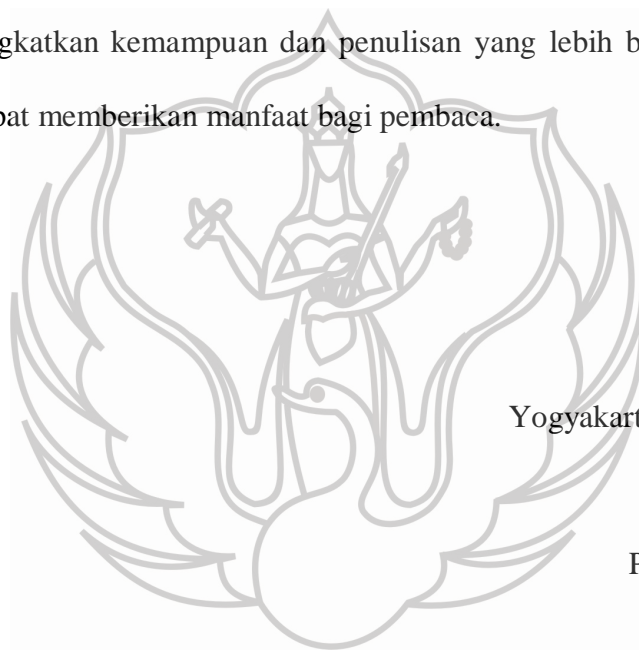 gkatkan kemampuan dan penulisan yang lebih b
pat memberikan manfaat bagi pembaca.
Yogyakart